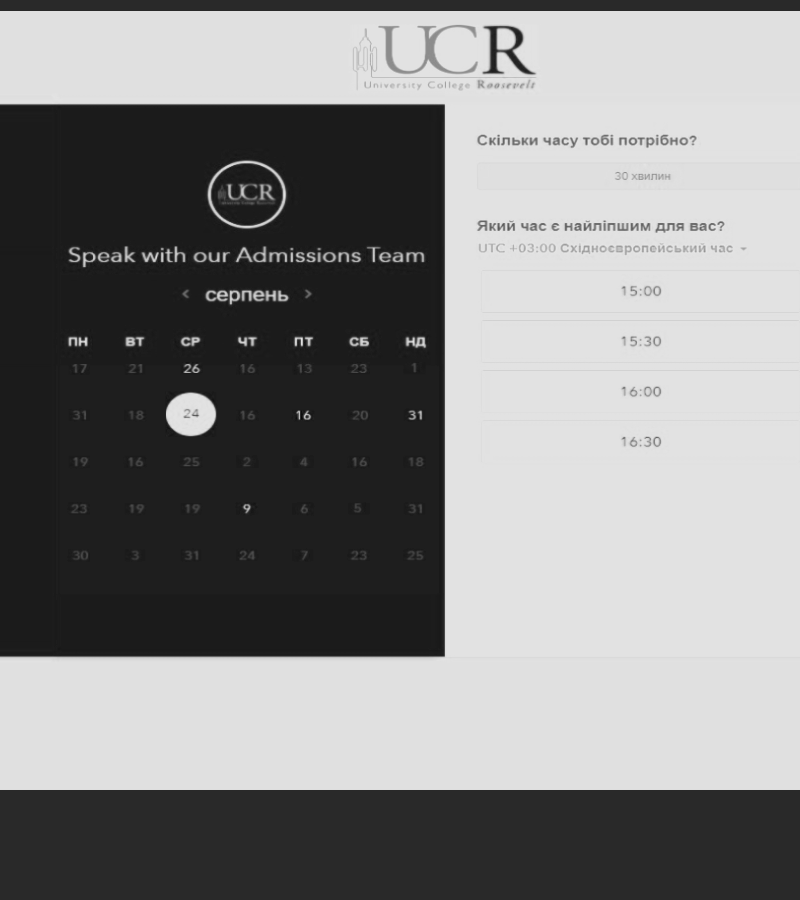 UCR
University College Roosevelt
UCR
Speak with our Admissions Team
< серпень >
ПН ВТ СР ЧТ ПТ СБ НД
17 21 26 16 13 23 1
31 18 24 16 16 20 31
19 16 25 2 4 16 18
23 19 19 9 6 5 31
30 3 31 24 7 23 25
Скільки часу тобі потрібно?
30 хвилин
Який час є найліпшим для вас?
UTC +03:00 Східноєвропейський час
15:00
15:30
16:00
16:30